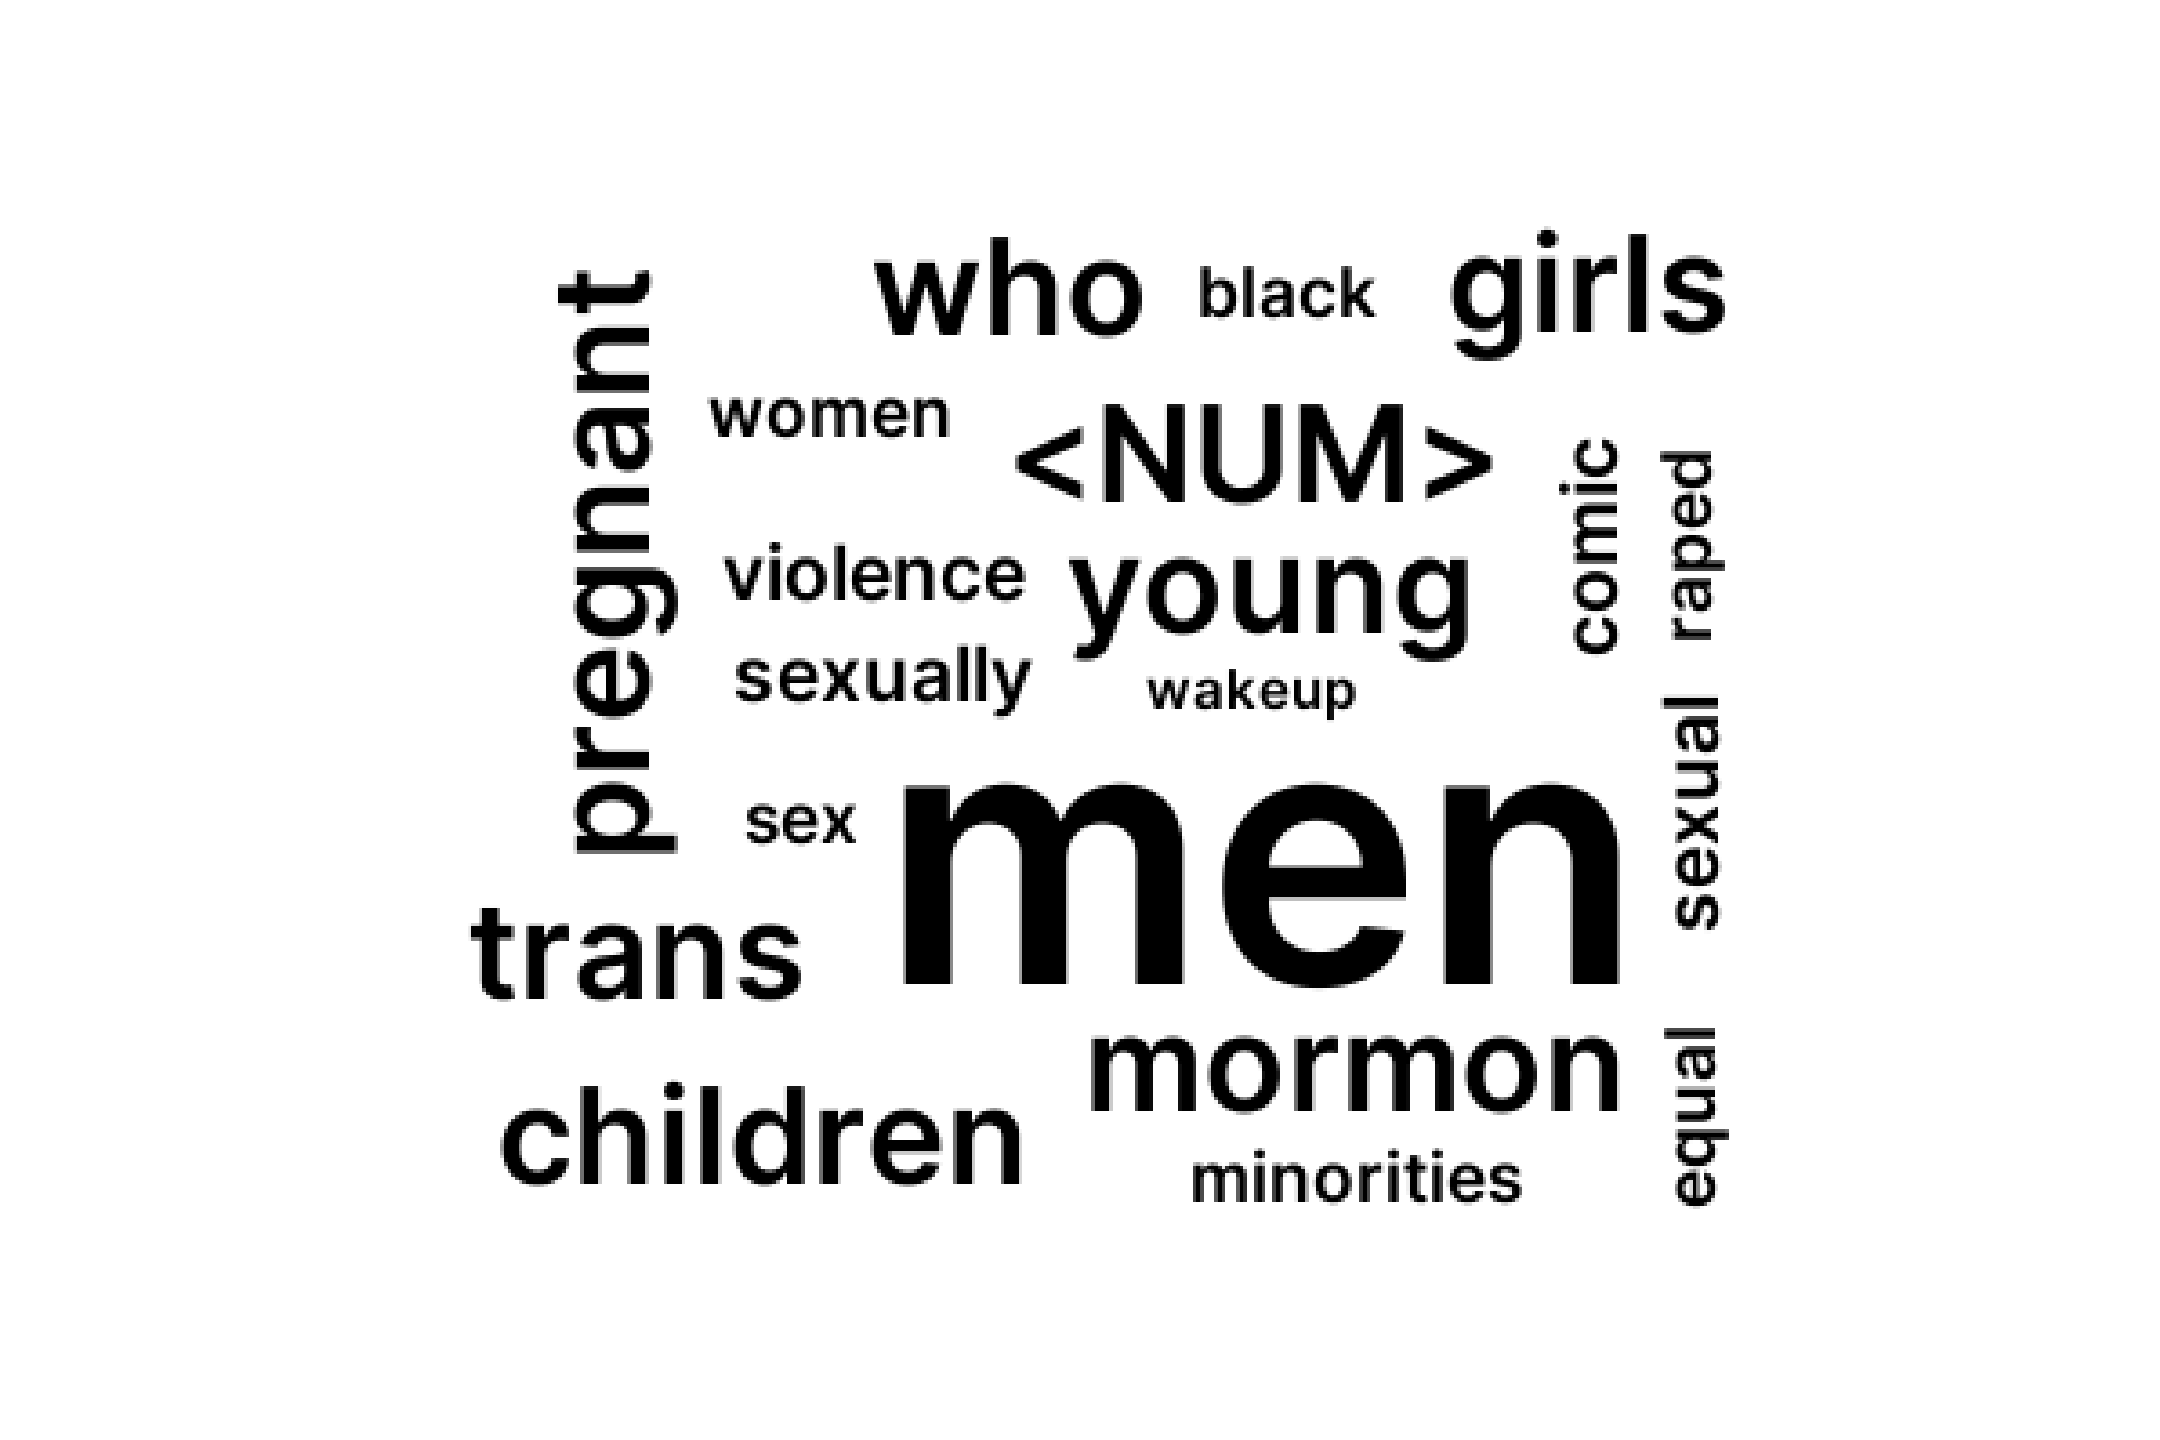 who black girls
pregnant
women
<NUM>
comic
raped
violence
young
sexually
wakeup
sexual
sex
men
trans
mormon
equal
children
minorities